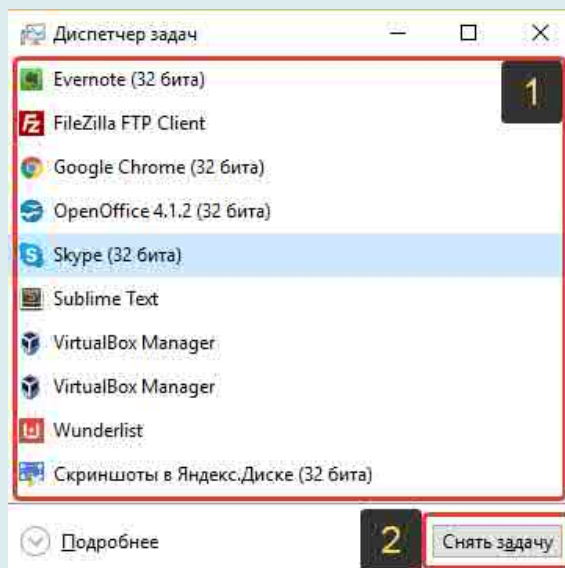 Диспетчер задач
Evernote (32 бита)
1
FileZilla FTP Client
Google Chrome (32 бита)
OpenOffice 4.1.2 (32 бита)
Skype (32 бита)
Sublime Text
VirtualBox Manager
VirtualBox Manager
Wunderlist
Скриншоты в Яндекс.Диске (32 бита)
Подробнее
2
Снять задачу